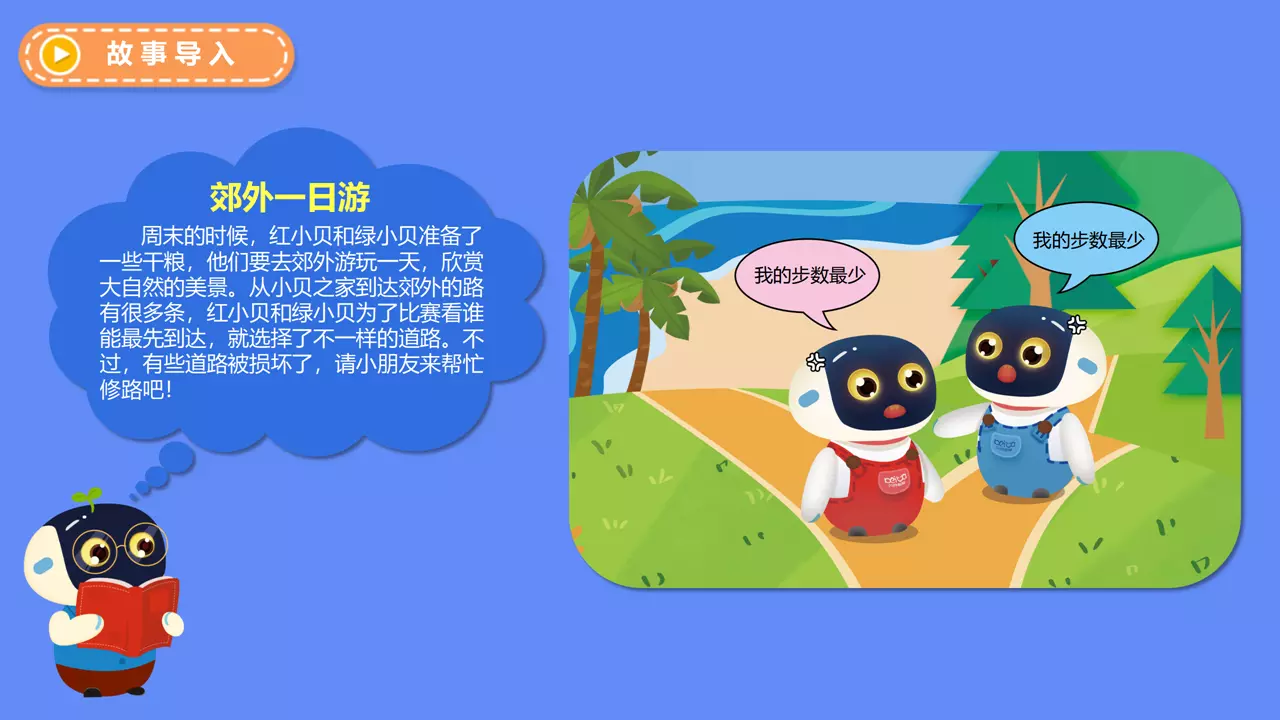 故事导入
郊外一日游
周末的时候，红小贝和绿小贝准备了
一些干粮，他们要去郊外游玩一天，欣赏
大自然的美景。从小贝之家到达郊外的路
有很多条，红小贝和绿小贝为了比赛看谁
能最先到达，就选择了不一样的道路。不
过，有些道路被损坏了，请小朋友来帮忙
修路吧！
我的步数最少
我的步数最少